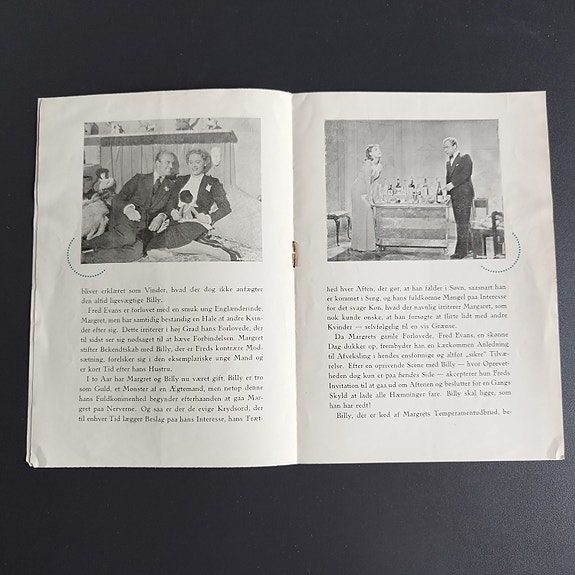 bliver erklæret som Vinder, hvad der dog ikke anfægter
den altid ligevægtige Billy.
Fred Evans er forlovet med en smuk ung Englænderinde,
Margret, men har samtidig bestandig en Hale af andre Kvin-
der efter sig. Dette irriterer i høj Grad hans Forlovede, der
til sidst ser sig nødsaget til at hæve Forbindelsen. Margret
stifter Bekendtskab med Billy, der er Freds kontrære Mod-
sætning, forelsker sig i den eksemplariske unge Mand og
er kort Tid efter hans Hustru.
I to Aar har Margret og Billy nu været gift. Billy er tro
som Guld, et Mønster af en Ægtemand, men netop denne
hans Fuldkommenhed begynder efterhaanden at gaa Mar-
gret paa Nerverne. Og saa er der de evige Krydsord, der
til enhver Tid lægger Beslag paa hans Interesse, hans Træt-
hed hver Aften, der gør, at han falder i Søvn, saasnart han
er kommet i Seng, og hans fuldkomne Mangel paa Interesse
for det svage Køn, hvad der navnlig irriterer Margaret, som
nok kunde ønske, at han forsøgte at flirte lidt med andre
Kvinder — selvfølgelig til en vis Grænse.
Da Margrets gamle Forlovede, Fred Evans, en skønne
Dag dukker op, frembyder han en kærkommen Anledning
til Afveksling i hendes ensformige og altfor „sikre" Tilvæ-
relse. Efter en oprivende Scene med Billy — hvor Oprevet-
heden dog kun er paa hendes Side — akcepterer hun Freds
Invitation til at gaa ud om Aftenen og beslutter for en Gangs
Skyld at lade alle Hæmninger fare. Billy skal ligge, som
han har redt!
Billy, der er ked af Margrets Temperamentudbrud, be-